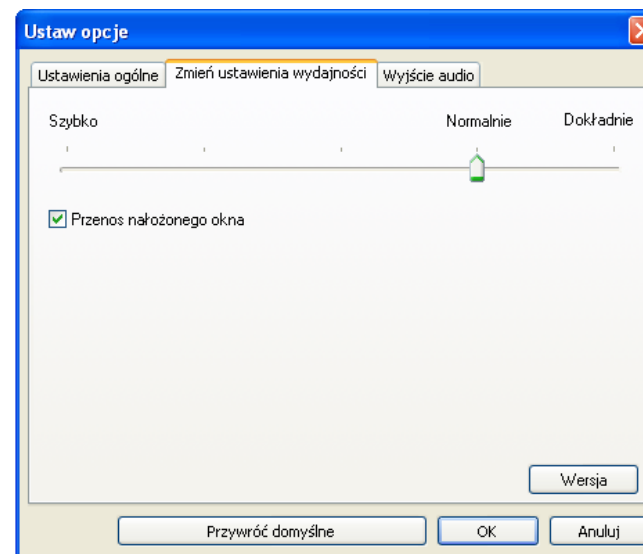 Ustaw opcje
Ustawienia ogólne Zmień ustawienia wydajności Wyjście audio
Szybko Normalnie Dokładnie
Przenos nałożonego okna
Wersja
Przywróć domyślne OK Anuluj